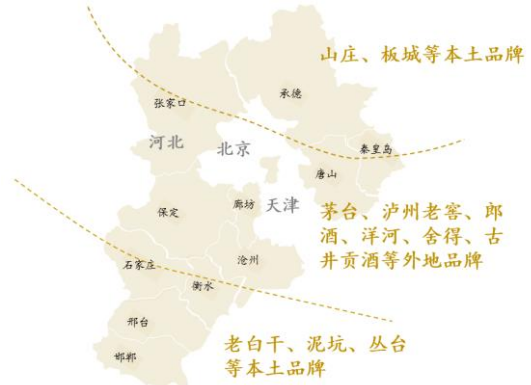 山庄、板城等本土品牌
承德
张家口
河北
北京
秦皇岛
唐山
廊坊
天津
保定
茅台、泸州老窖、郎
酒、洋河、舍得、古
井贡酒等外地品牌
沧州
石家庄
衡水
邢台
老白干、泥坑、丛台
等本土品牌
邯郸